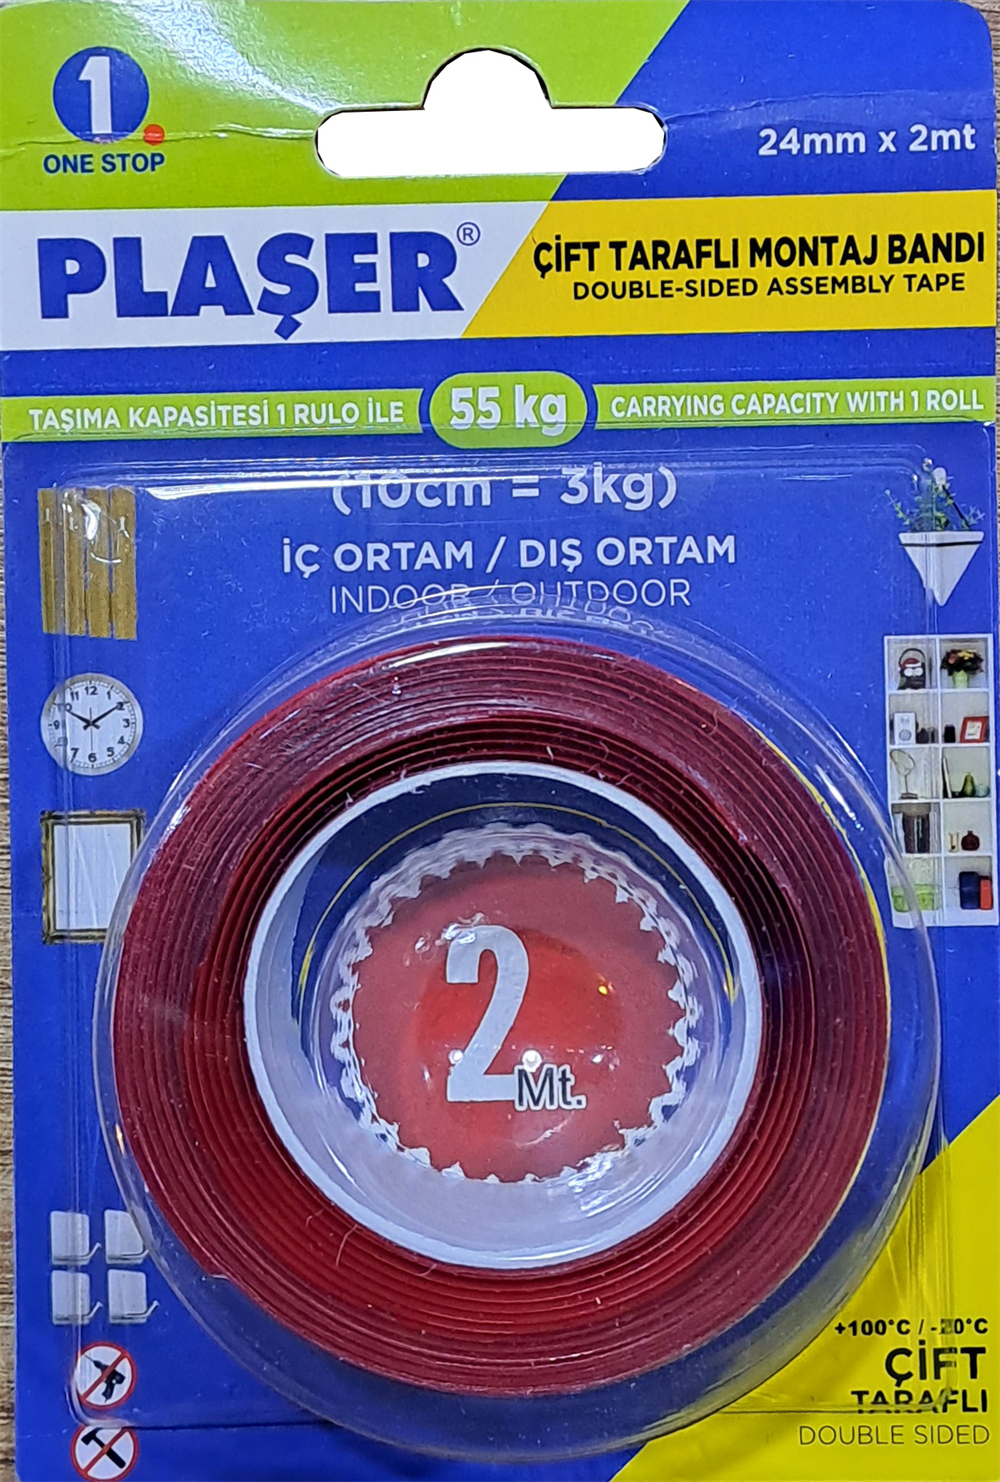 1
ONE STOP
24mm x 2mt
PLAŞER®
ÇİFT TARAFLI MONTAJ BANDI
DOUBLE-SIDED ASSEMBLY TAPE
TAŞIMA KAPASİTESİ 1 RULO İLE 55 kg CARRYING CAPACITY WITH 1 ROLL
(10cm = 3kg)
İÇ ORTAM / DIŞ ORTAM
INDOOR / OUTDOOR
2
Mt.
+100°C / -20°C
ÇİFT
TARAFLI
DOUBLE SIDED